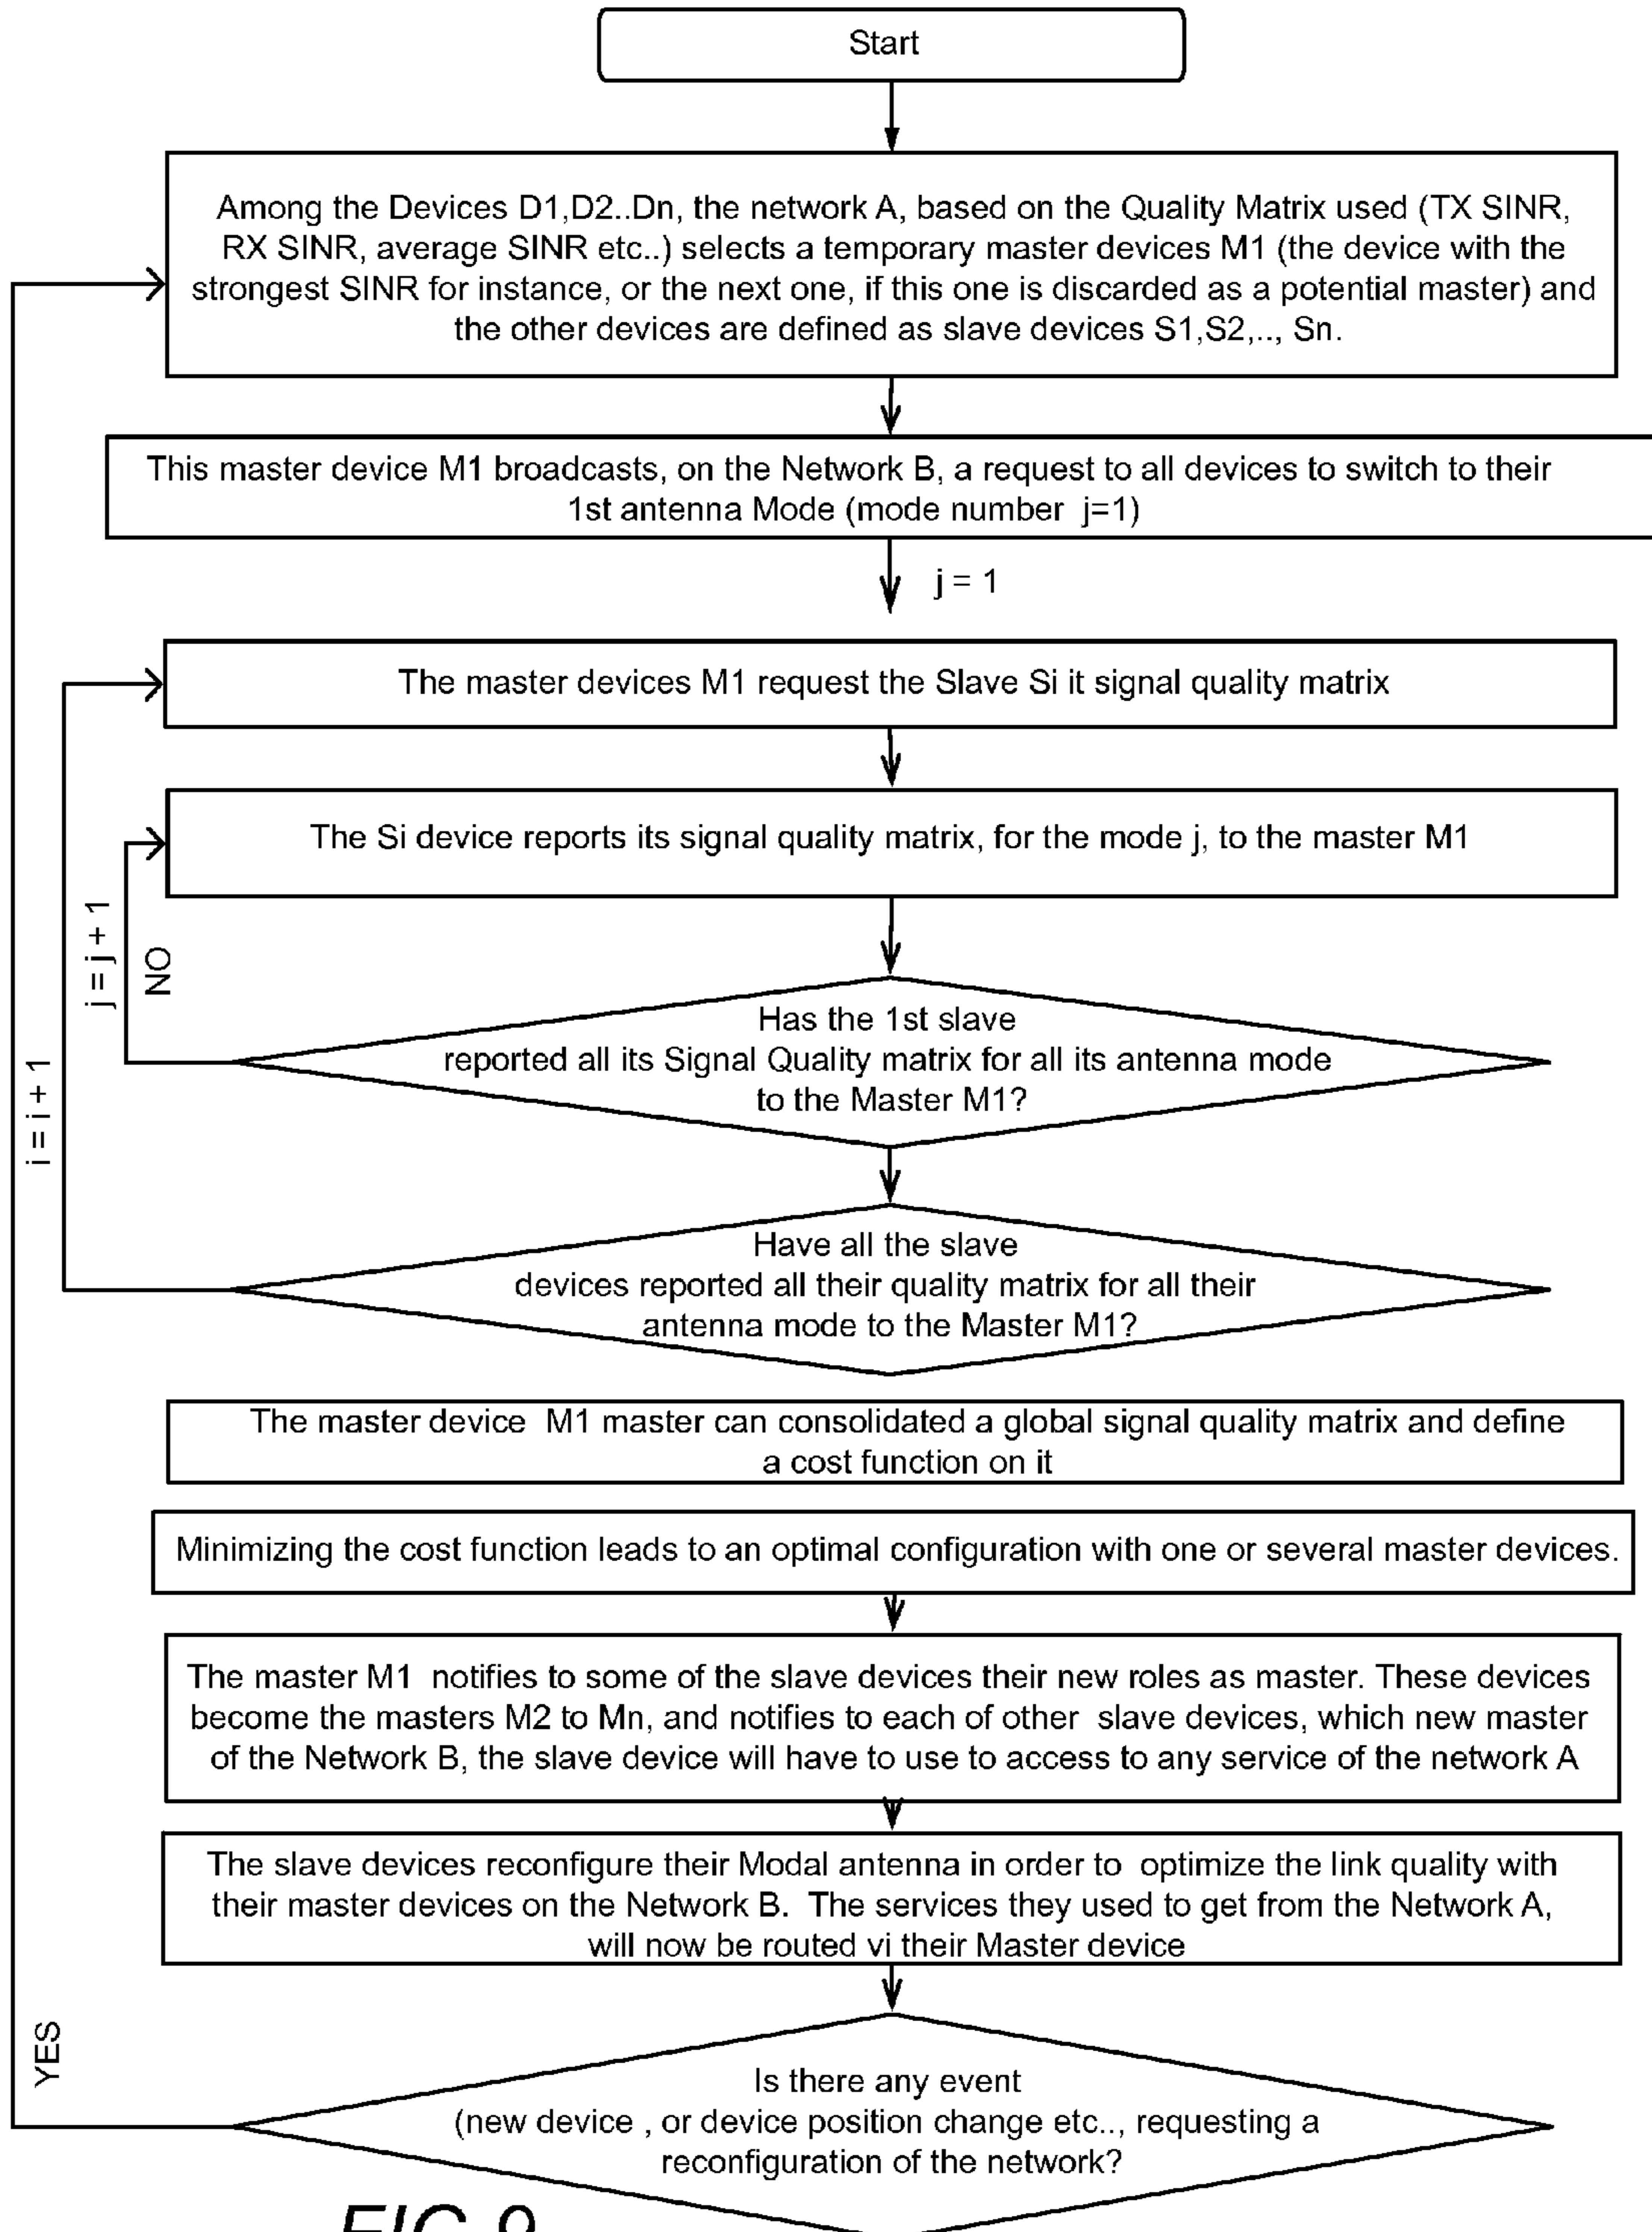 Start
Among the Devices D1,D2..Dn, the network A, based on the Quality Matrix used (TX SINR,
RX SINR, average SINR etc..) selects a temporary master devices M1 (the device with the
strongest SINR for instance, or the next one, if this one is discarded as a potential master) and
the other devices are defined as slave devices S1,S2,.., Sn.
This master device M1 broadcasts, on the Network B, a request to all devices to switch to their
1st antenna Mode (mode number j=1)
j = 1
The master devices M1 request the Slave Si it signal quality matrix
The Si device reports its signal quality matrix, for the mode j, to the master M1
j = j + 1
NO
Has the 1st slave
reported all its Signal Quality matrix for all its antenna mode
to the Master M1?
i = i + 1
Have all the slave
devices reported all their quality matrix for all their
antenna mode to the Master M1?
The master device M1 master can consolidated a global signal quality matrix and define
a cost function on it
Minimizing the cost function leads to an optimal configuration with one or several master devices.
The master M1 notifies to some of the slave devices their new roles as master. These devices
become the masters M2 to Mn, and notifies to each of other slave devices, which new master
of the Network B, the slave device will have to use to access to any service of the network A
The slave devices reconfigure their Modal antenna in order to optimize the link quality with
their master devices on the Network B. The services they used to get from the Network A,
will now be routed vi their Master device
YES
Is there any event
(new device , or device position change etc.., requesting a
reconfiguration of the network?
FIG. 9